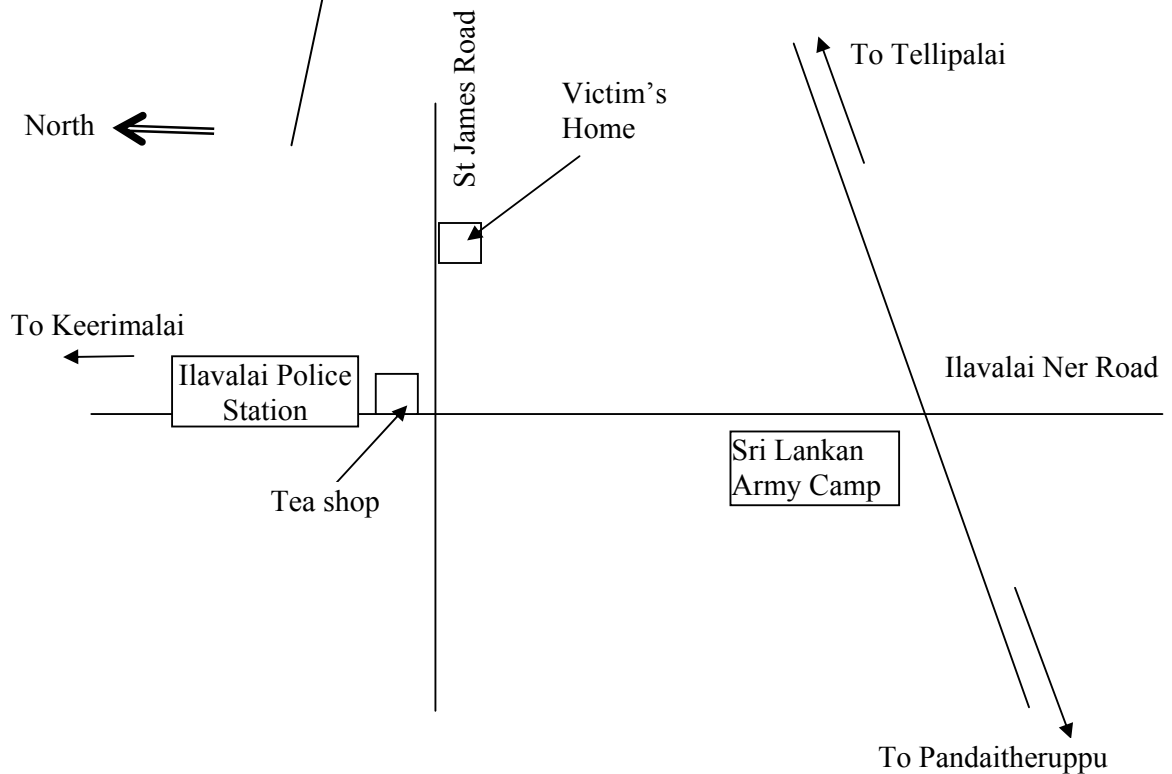 St James Road
To Tellipalai
Victim's
Home
North
To Keerimalai
Ilavalai Police
Station
Ilavalai Ner Road
Sri Lankan
Army Camp
Tea shop
To Pandaitheruppu